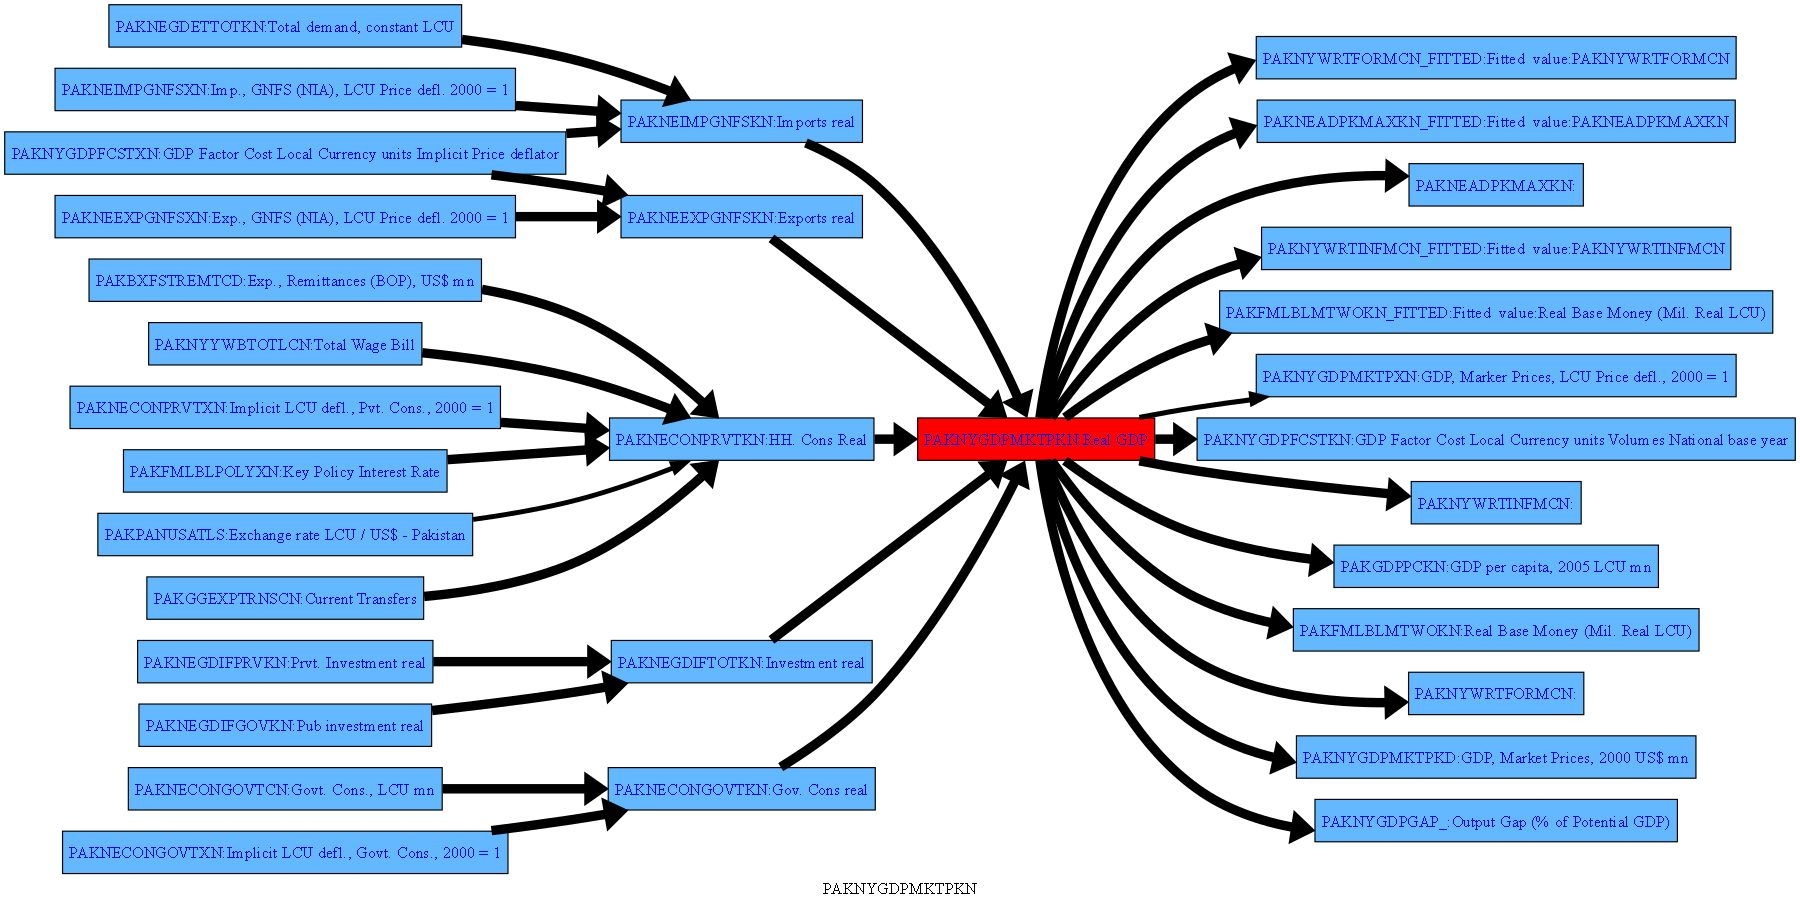 PAKNEGDETTOTKN:Total demand, constant LCU
PAKNEIMPGNFSXN:Imp., GNFS (NIA), LCU Price defl. 2000 = 1
PAKNYGDPFCSTXN:GDP Factor Cost Local Currency units Implicit Price deflator
PAKNEEXPGNFSXN:Exp., GNFS (NIA), LCU Price defl. 2000 = 1
PAKBXFSTREMTCD:Exp., Remittances (BOP), US$ mn
PAKNYYWBTOTLCN:Total Wage Bill
PAKNECONPRVTXN:Implicit LCU defl., Pvt. Cons., 2000 = 1
PAKFMLBLPOLYXN:Key Policy Interest Rate
PAKPANUSATLS:Exchange rate LCU / US$ - Pakistan
PAKGGEXPTRNSCN:Current Transfers
PAKNEGDIFPRVKN:Prvt. Investment real
PAKNEGDIFGOVKN:Pub investment real
PAKNECONGOVTCN:Govt. Cons., LCU mn
PAKNECONGOVTXN:Implicit LCU defl., Govt. Cons., 2000 = 1
PAKNEIMPGNFSKN:Imports real
PAKNEEXPGNFSKN:Exports real
PAKNECONPRVTKN:HH. Cons Real
PAKNEGDIFTOTKN:Investment real
PAKNECONGOVTKN:Gov. Cons real
PAKNYGDPMKTPKN:Real GDP
PAKNYWRTFORMCN_FITTED:Fitted value:PAKNYWRTFORMCN
PAKNEADPKMAXKN_FITTED:Fitted value:PAKNEADPKMAXKN
PAKNEADPKMAXKN:
PAKNYWRTINFMCN_FITTED:Fitted value:PAKNYWRTINFMCN
PAKFMLBLMTWOKN_FITTED:Fitted value:Real Base Money (Mil. Real LCU)
PAKNYGDPMKTPXN:GDP, Marker Prices, LCU Price defl., 2000 = 1
PAKNYGDPFCSTKN:GDP Factor Cost Local Currency units Volumes National base year
PAKNYWRTINFMCN:
PAKGDPPCKN:GDP per capita, 2005 LCU mn
PAKFMLBLMTWOKN:Real Base Money (Mil. Real LCU)
PAKNYWRTFORMCN:
PAKNYGDPMKTPKD:GDP, Market Prices, 2000 US$ mn
PAKNYGDPGAP_:Output Gap (% of Potential GDP)
PAKNYGDPMKTPKN